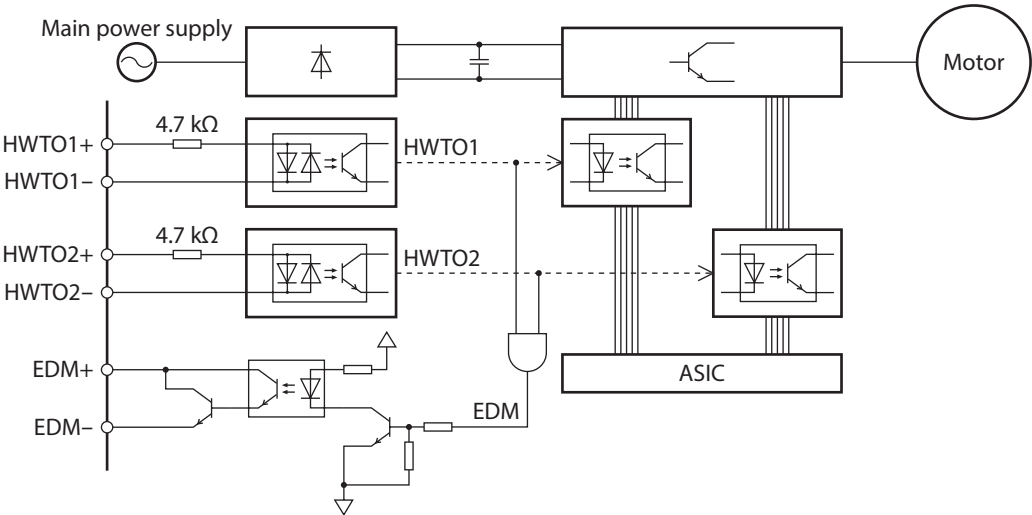 Main power supply
Motor
4.7 kΩ
HWTO1+
HWTO1
HWTO1−
4.7 kΩ
HWTO2+
HWTO2
HWTO2−
EDM+
ASIC
EDM
EDM−